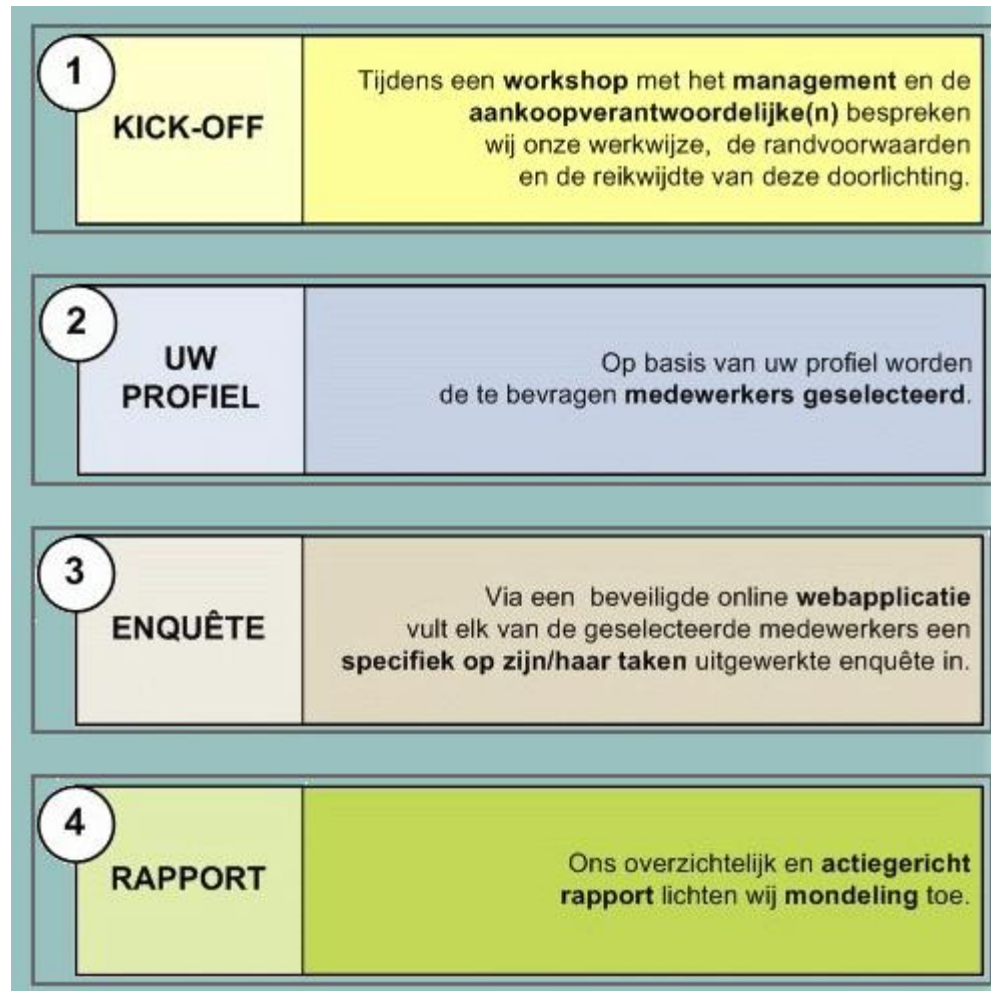 1
KICK-OFF
Tijdens een workshop met het management en de
aankoopverantwoordelijke(n) bespreken
wij onze werkwijze, de randvoorwaarden
en de reikwijdte van deze doorlichting.
2
UW
PROFIEL
Op basis van uw profiel worden
de te bevragen medewerkers geselecteerd.
3
ENQUÊTE
Via een beveiligde online webapplicatie
vult elk van de geselecteerde medewerkers een
specifiek op zijn/haar taken uitgewerkte enquête in.
4
RAPPORT
Ons overzichtelijk en actiegericht
rapport lichten wij mondeling toe.